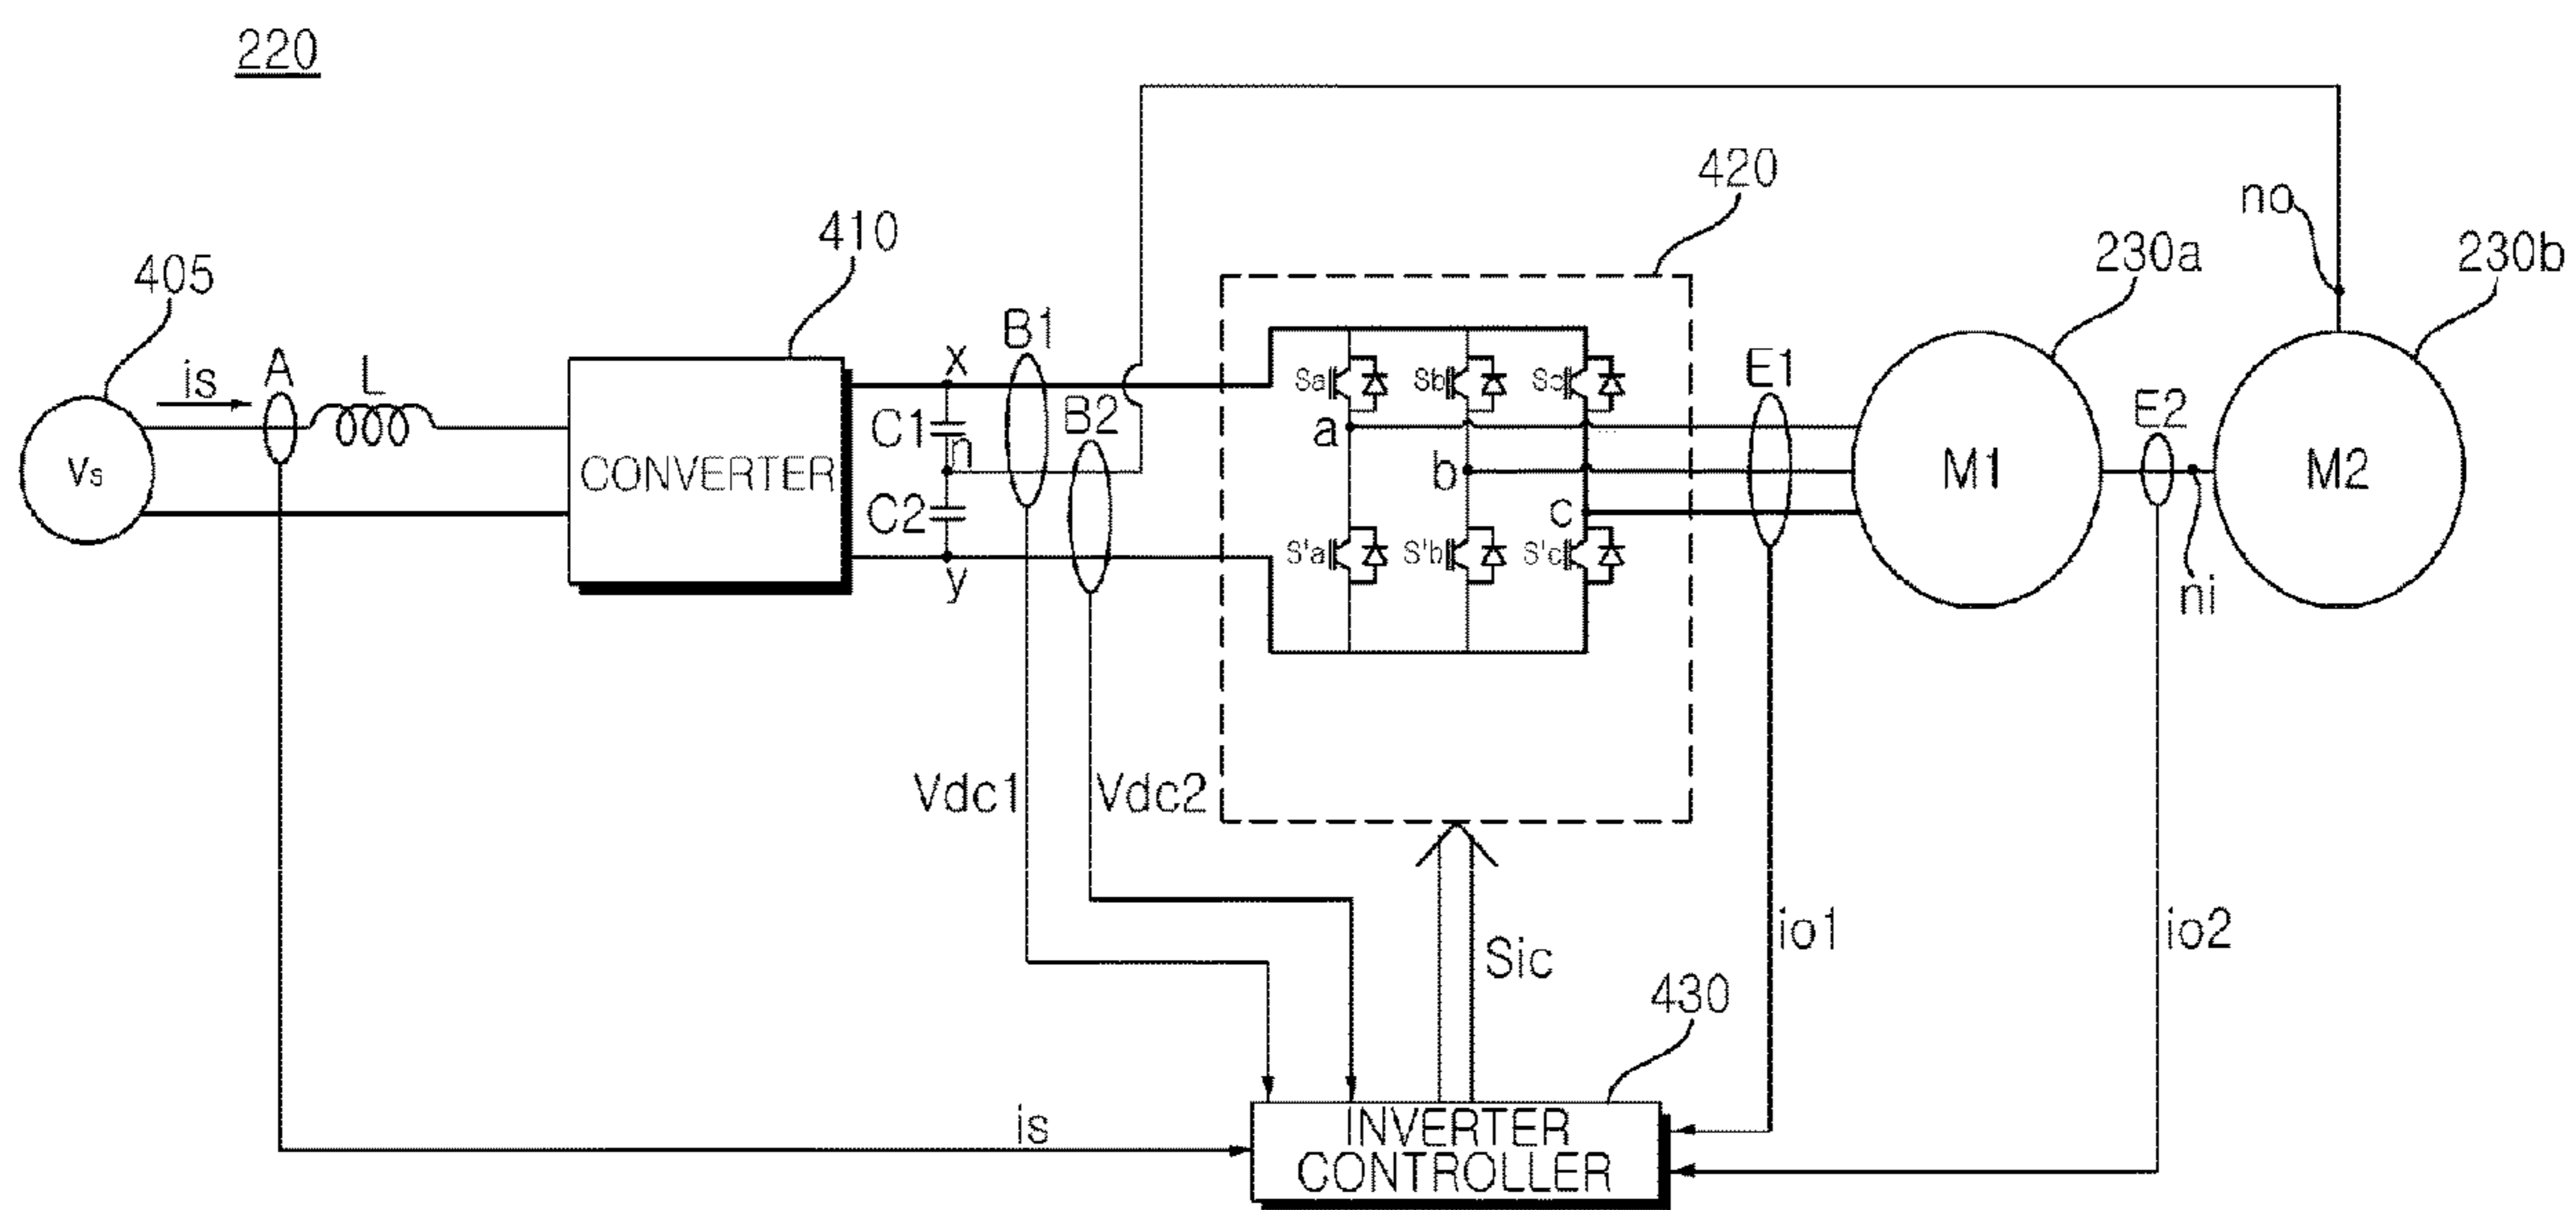 220
420
no
410
230a
230b
405
is
A
L
x
B1
B2
C1
n
C2
y
Vs
CONVERTER
Sa
Sb
Sc
a
b
c
S'a
S'b
S'c
E1
M1
E2
M2
ni
Vdc1
Vdc2
Sic
io1
io2
430
is
INVERTER
CONTROLLER